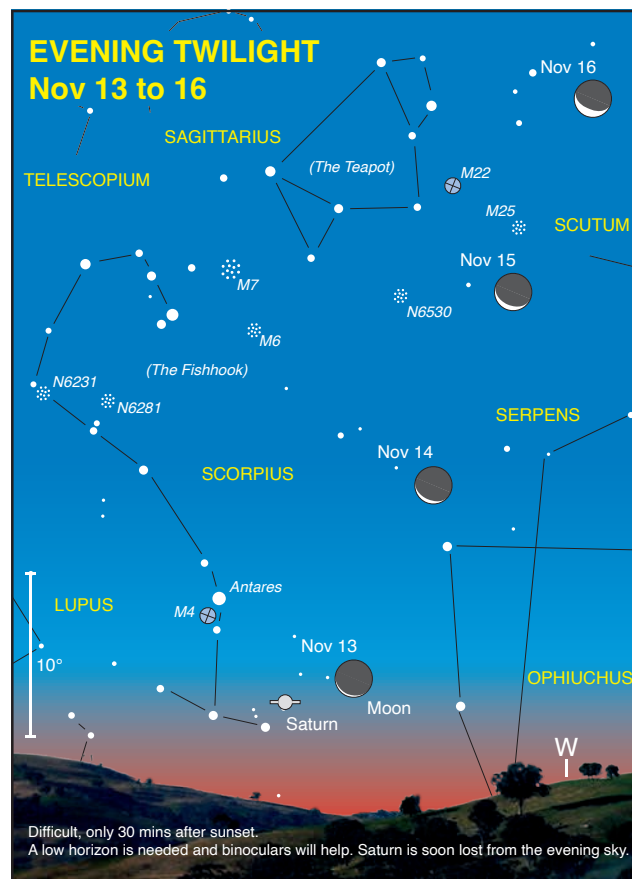 EVENING TWILIGHT
Nov 13 to 16
Nov 16
SAGITTARIUS
(The Teapot)
M22
TELESCOPIUM
M25
SCUTUM
Nov 15
M7
N6530
M6
(The Fishhook)
N6231
N6281
SERPENS
Nov 14
SCORPIUS
Antares
LUPUS
M4
Nov 13
10°
OPHIUCHUS
Moon
Saturn
W
Difficult, only 30 mins after sunset.
A low horizon is needed and binoculars will help. Saturn is soon lost from the evening sky.